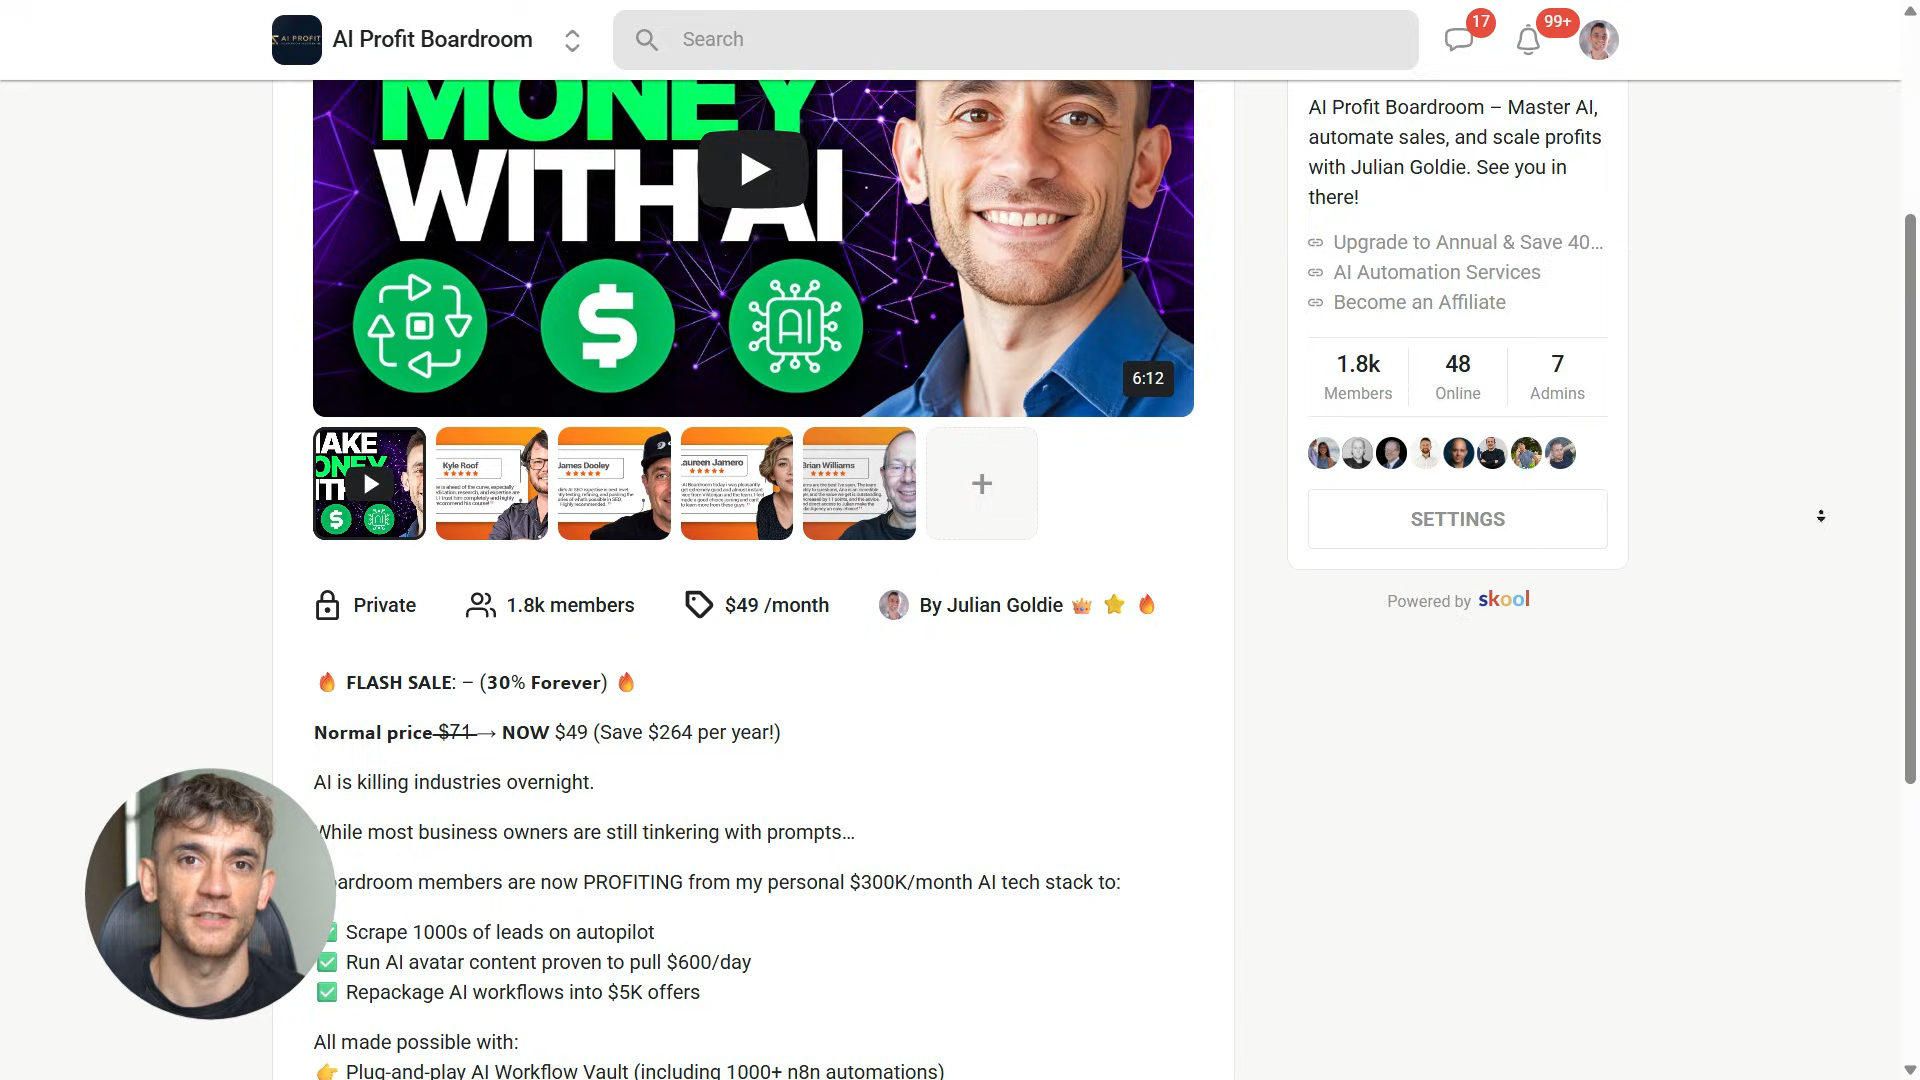 AI PROFIT
AI Profit Boardroom
Search
17
99+
MONEY
WITH AI
AI
6:12
MAKE
MONEY
Kyle Roof
James Dooley
Laureen Jamero
Brian Williams
Private
1.8k members
$49 /month
By Julian Goldie
FLASH SALE: – (30% Forever)
Normal price $71 → NOW $49 (Save $264 per year!)
AI is killing industries overnight.
While most business owners are still tinkering with prompts…
ardroom members are now PROFITING from my personal $300K/month AI tech stack to:
Scrape 1000s of leads on autopilot
Run AI avatar content proven to pull $600/day
Repackage AI workflows into $5K offers
All made possible with:
Plug-and-play AI Workflow Vault (including 1000+ n8n automations)
AI Profit Boardroom – Master AI,
automate sales, and scale profits
with Julian Goldie. See you in
there!
Upgrade to Annual & Save 40…
AI Automation Services
Become an Affiliate
1.8k
Members
48
Online
7
Admins
SETTINGS
Powered by skool